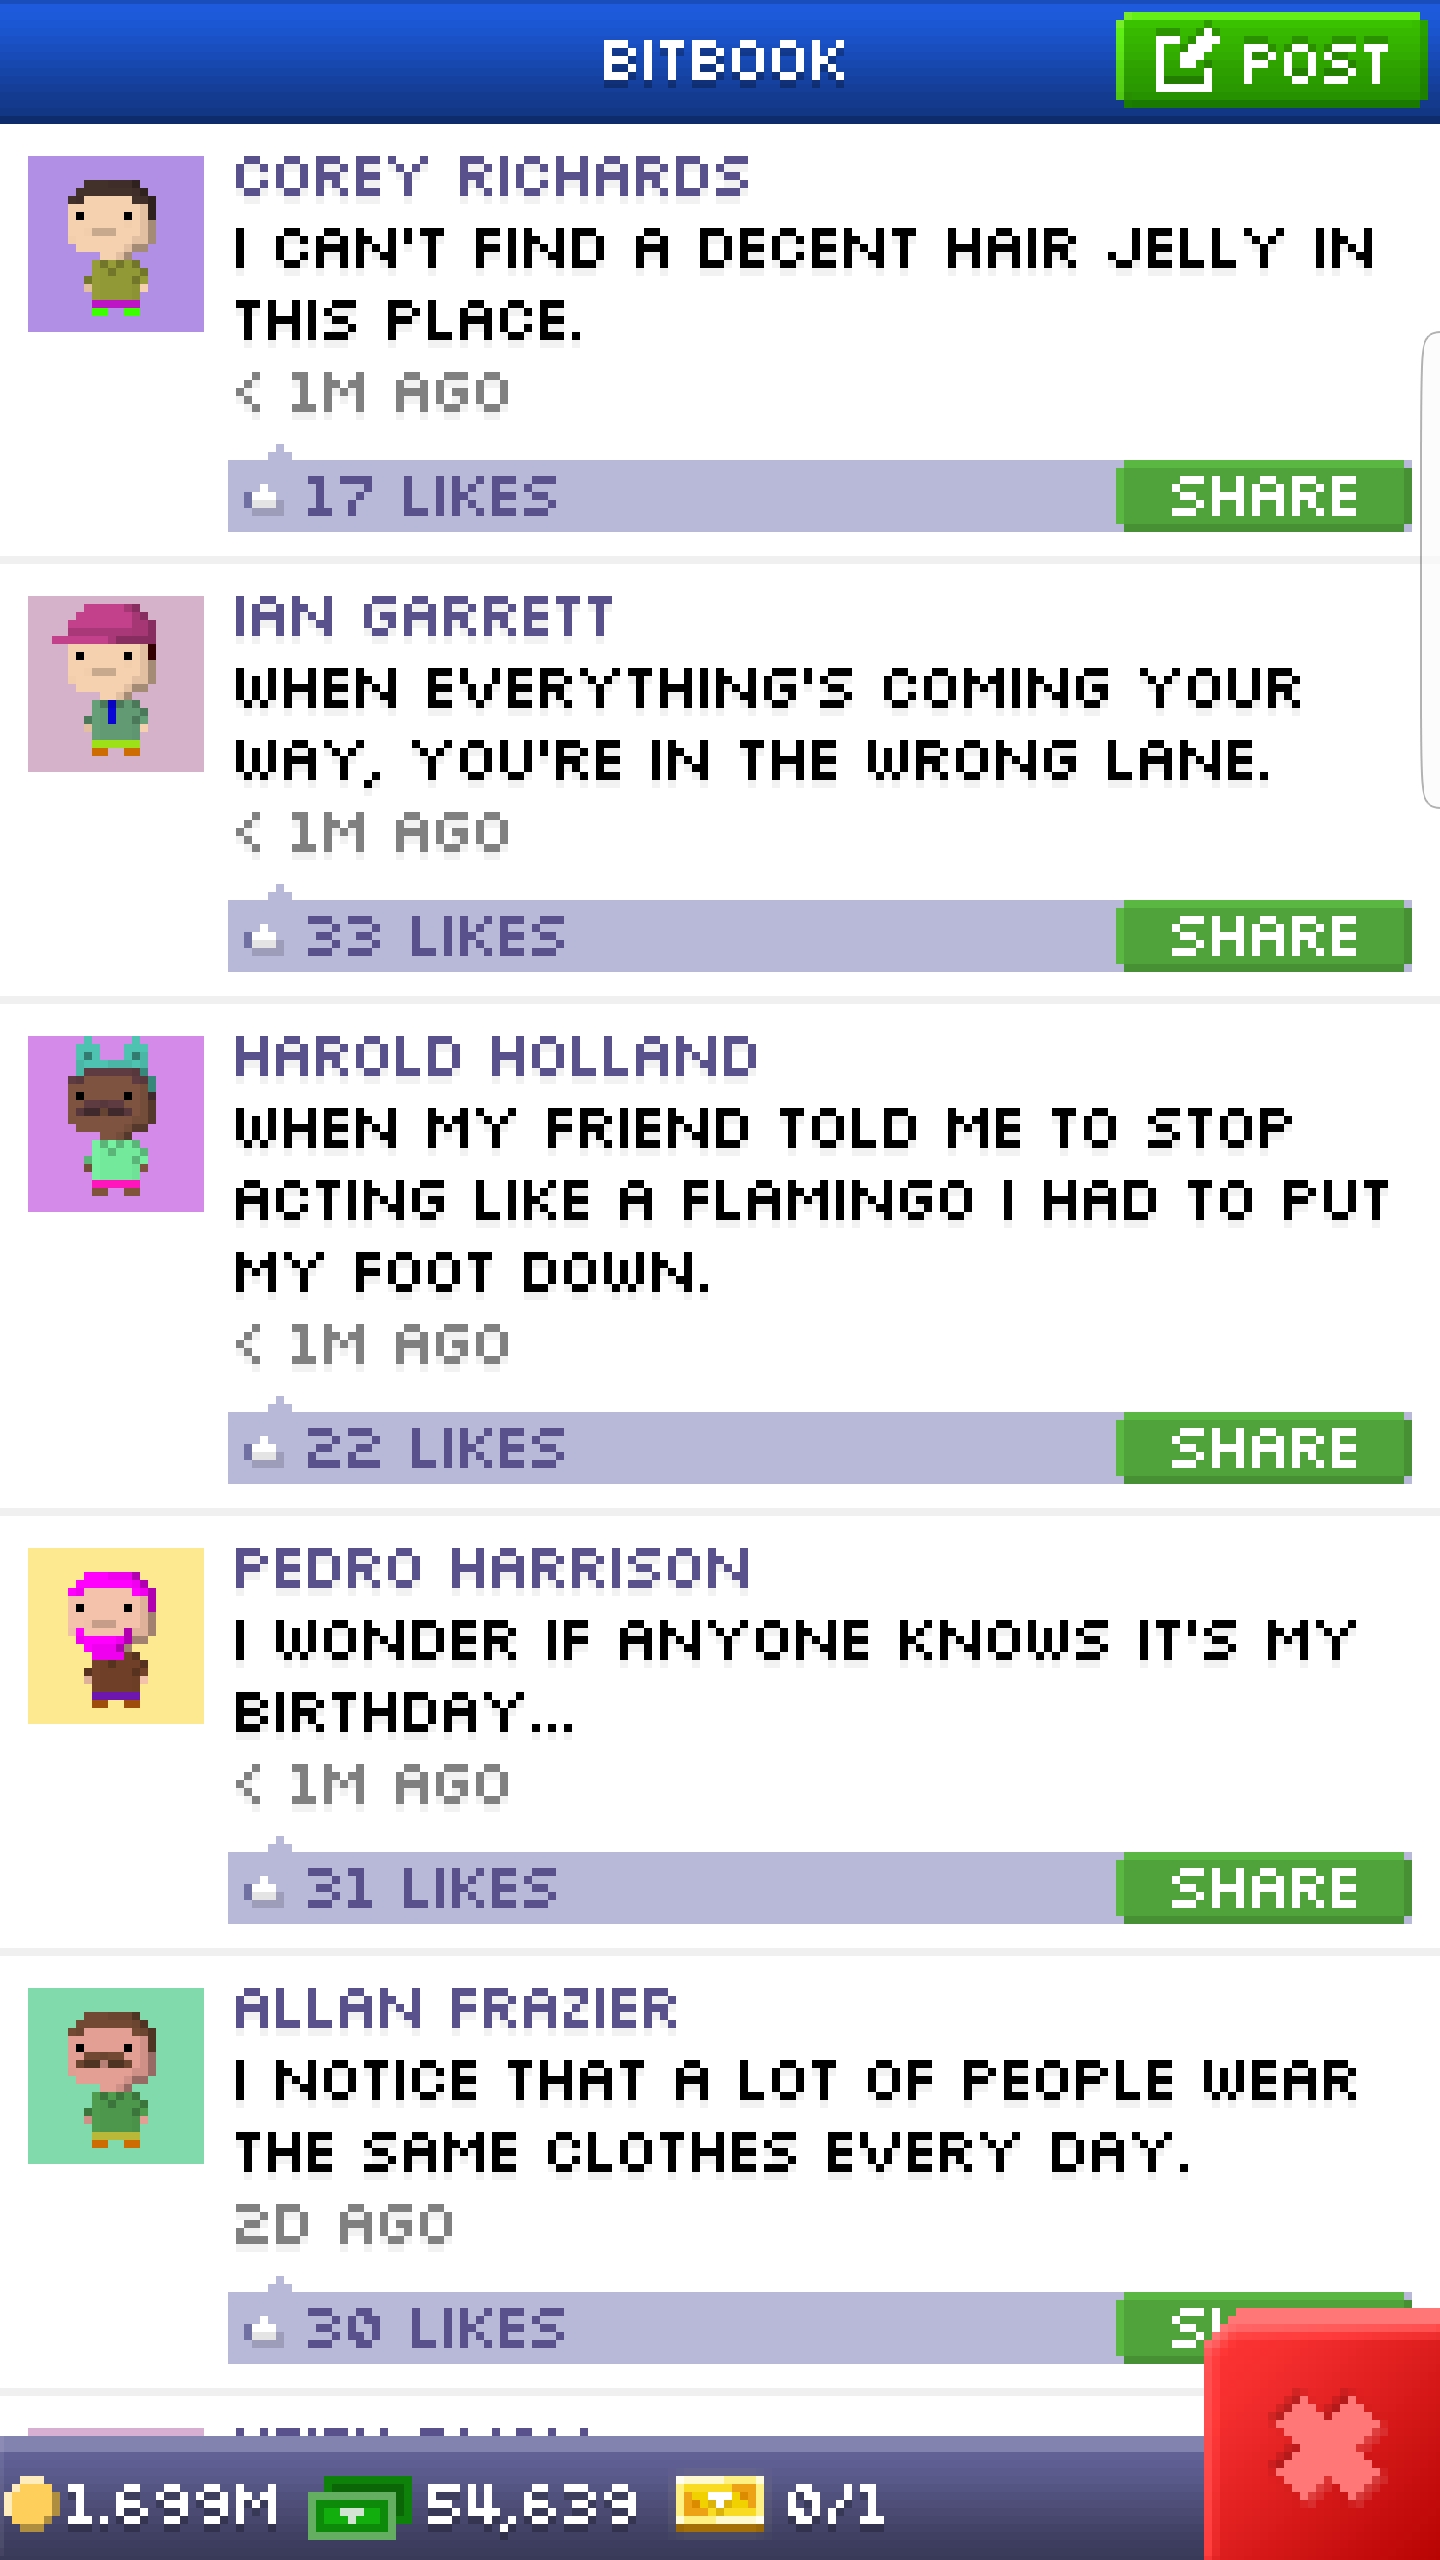 BITBOOK
POST
COREY RICHARDS
I CAN'T FIND A DECENT HAIR JELLY IN
THIS PLACE.
< 1M AGO
17 LIKES
SHARE
IAN GARRETT
WHEN EVERYTHING'S COMING YOUR
WAY, YOU'RE IN THE WRONG LANE.
< 1M AGO
33 LIKES
SHARE
HAROLD HOLLAND
WHEN MY FRIEND TOLD ME TO STOP
ACTING LIKE A FLAMINGO I HAD TO PUT
MY FOOT DOWN.
< 1M AGO
22 LIKES
SHARE
PEDRO HARRISON
I WONDER IF ANYONE KNOWS IT'S MY
BIRTHDAY...
< 1M AGO
31 LIKES
SHARE
ALLAN FRAZIER
I NOTICE THAT A LOT OF PEOPLE WEAR
THE SAME CLOTHES EVERY DAY.
2D AGO
30 LIKES
1.699M 54,639 0/1